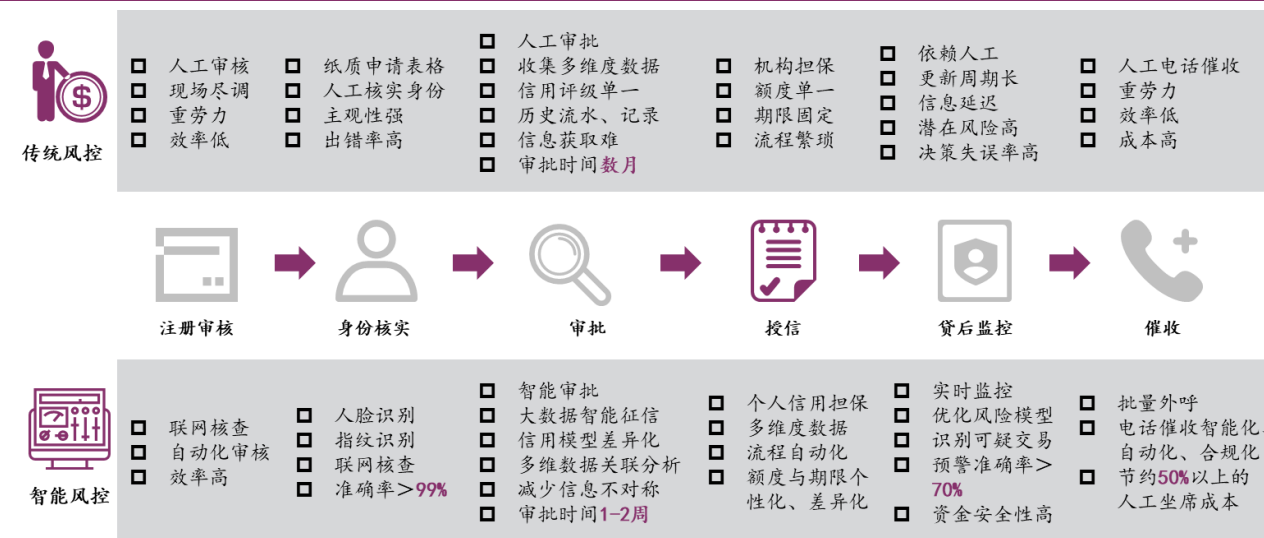 传统风控
人工审核
现场尽调
重劳力
效率低
纸质申请表格
人工核实身份
主观性强
出错率高
人工审批
收集多维度数据
信用评级单一
历史流水、记录
信息获取难
审批时间数月
机构担保
额度单一
期限固定
流程繁琐
依赖人工
更新周期长
信息延迟
潜在风险高
决策失误率高
人工电话催收
重劳力
效率低
成本高
注册审核
身份核实
审批
授信
贷后监控
催收
智能风控
联网核查
自动化审核
效率高
人脸识别
指纹识别
联网核查
准确率＞99%
智能审批
大数据智能征信
信用模型差异化
多维数据关联分析
减少信息不对称
审批时间1-2周
个人信用担保
多维度数据
流程自动化
额度与期限个
性化、差异化
实时监控
优化风险模型
识别可疑交易
预警准确率＞
70%
资金安全性高
批量外呼
电话催收智能化、
自动化、合规化
节约50%以上的
人工坐席成本